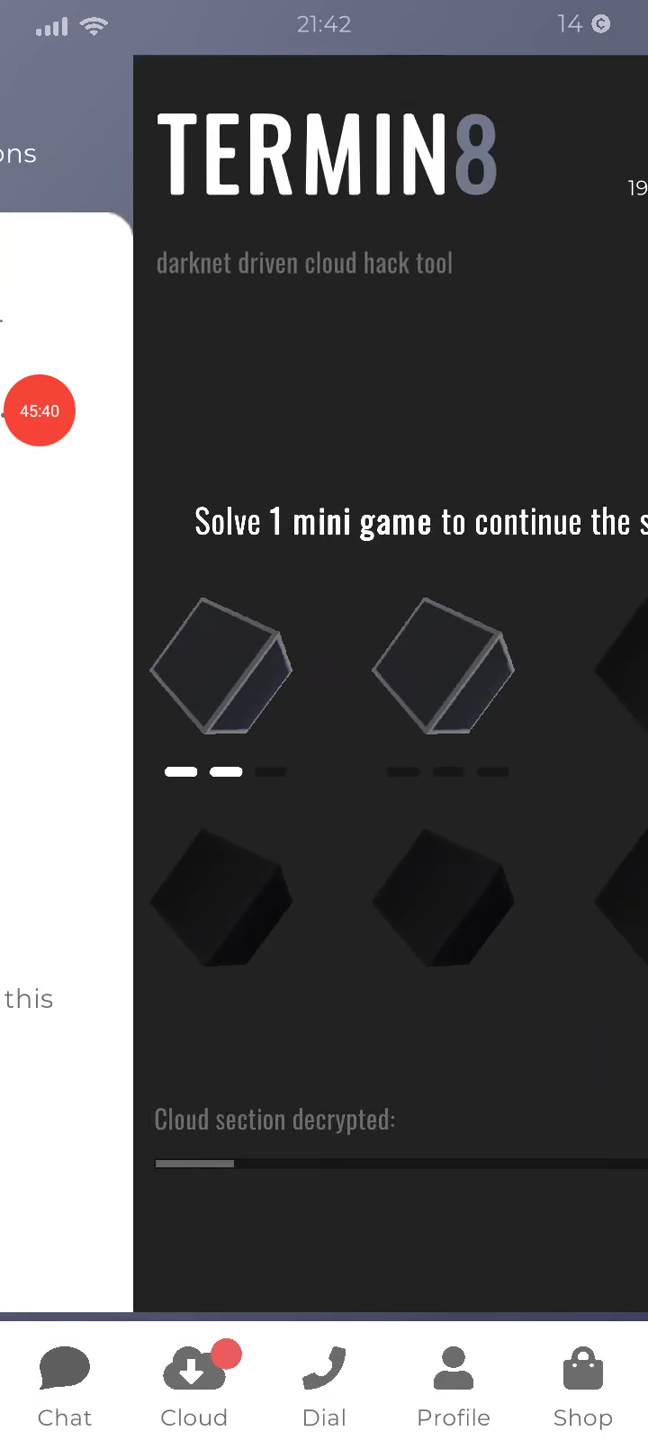 21:42
14
ons
TERMIN8
19
darknet driven cloud hack tool
45:40
Solve 1 mini game to continue the s
this
Cloud section decrypted:
Chat
Cloud
Dial
Profile
Shop